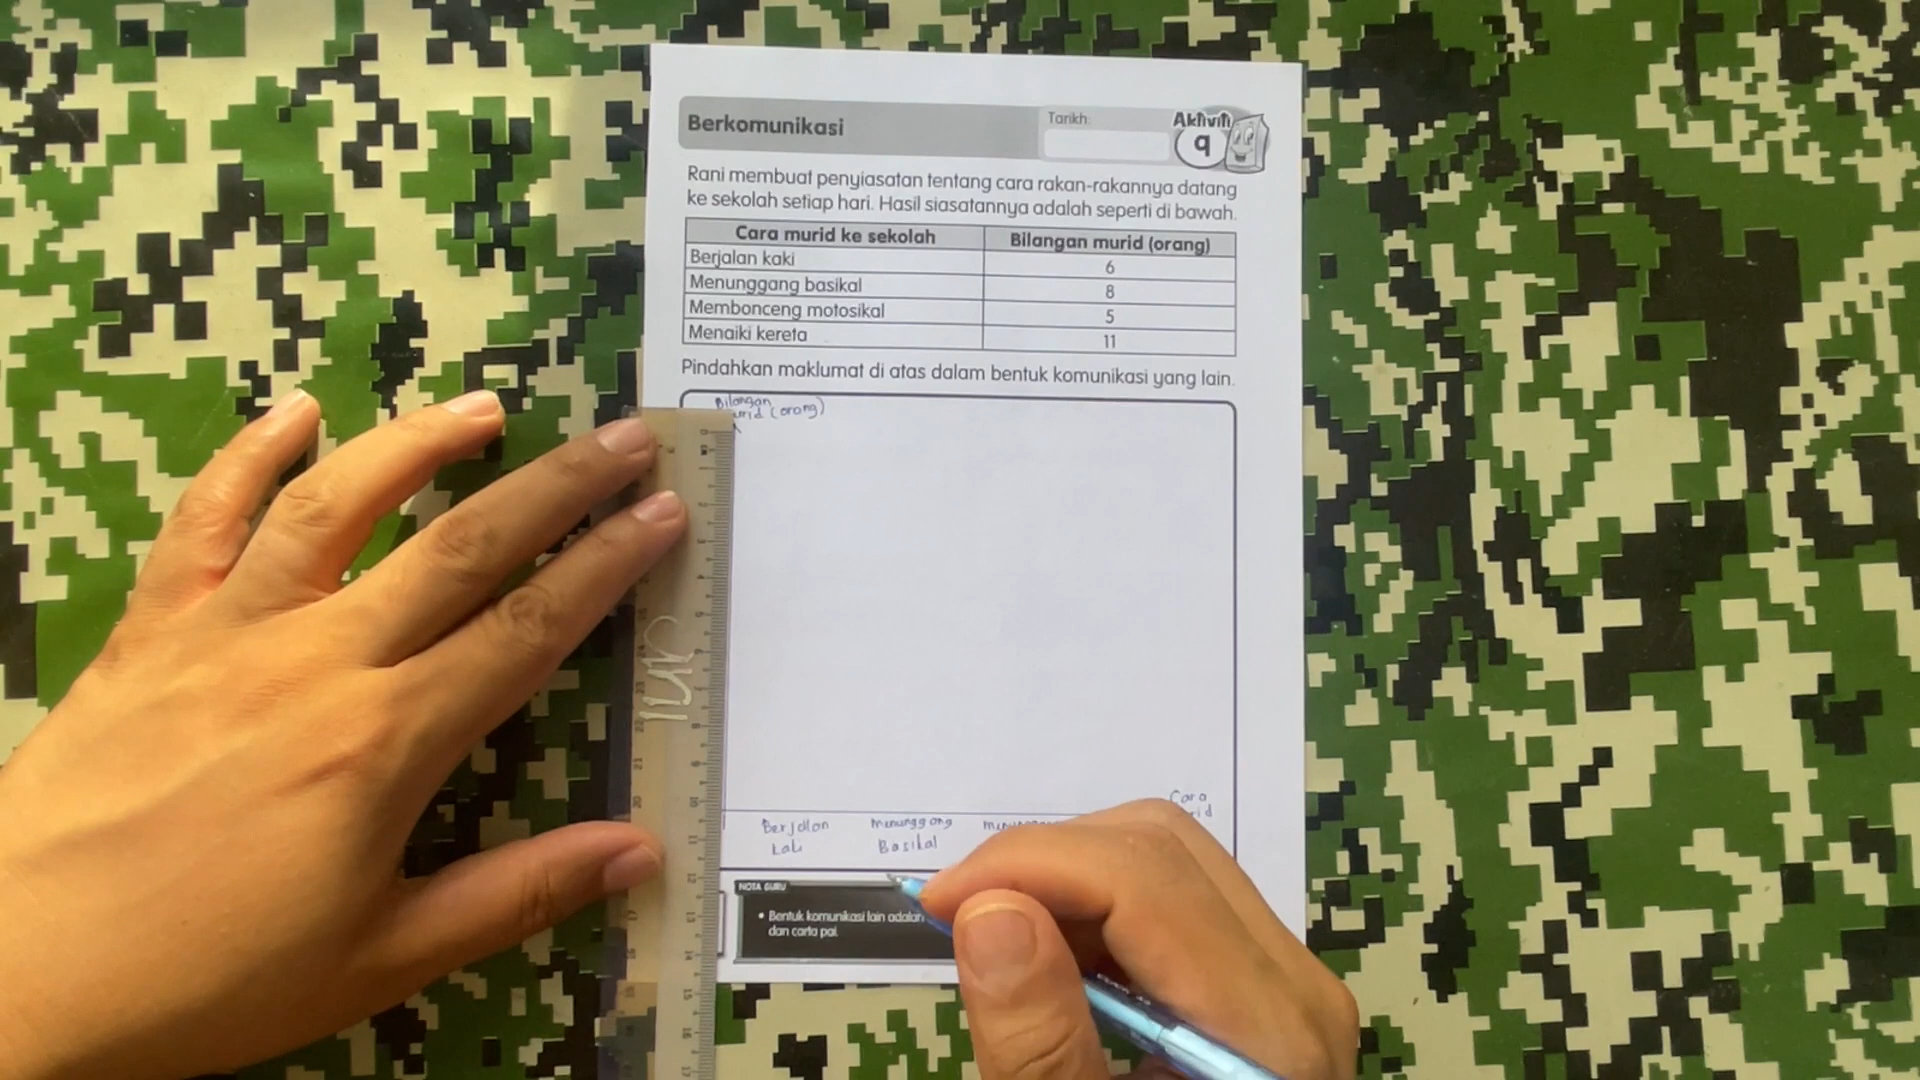 Berkomunikasi
Tarikh:
Aktiviti
9
Rani membuat penyiasatan tentang cara rakan-rakannya datang
ke sekolah setiap hari. Hasil siasatannya adalah seperti di bawah.
Cara murid ke sekolah Bilangan murid (orang)
Berjalan kaki 6
Menunggang basikal 8
Membonceng motosikal 5
Menaiki kereta 11
Pindahkan maklumat di atas dalam bentuk komunikasi yang lain.
Bilangan
(orang)
Cara
Berjalan Menunggang
kaki Basikal
NOTA GURU
• Bentuk komunikasi lain adalah
dan carta pai.